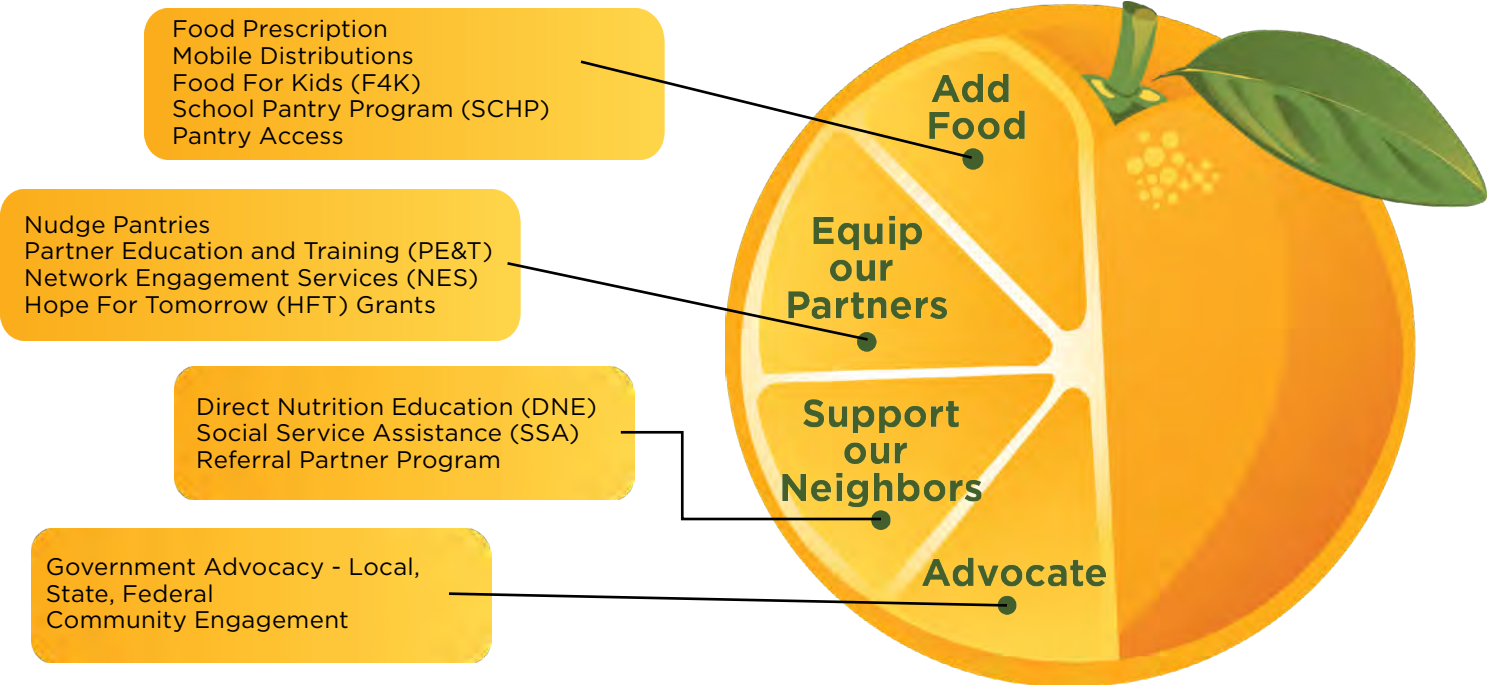 Food Prescription
Mobile Distributions
Food For Kids (F4K)
School Pantry Program (SCHP)
Pantry Access
Add
Food
Nudge Pantries
Partner Education and Training (PE&T)
Network Engagement Services (NES)
Hope For Tomorrow (HFT) Grants
Equip
our
Partners
Direct Nutrition Education (DNE)
Social Service Assistance (SSA)
Referral Partner Program
Support
our
Neighbors
Government Advocacy - Local,
State, Federal
Community Engagement
Advocate